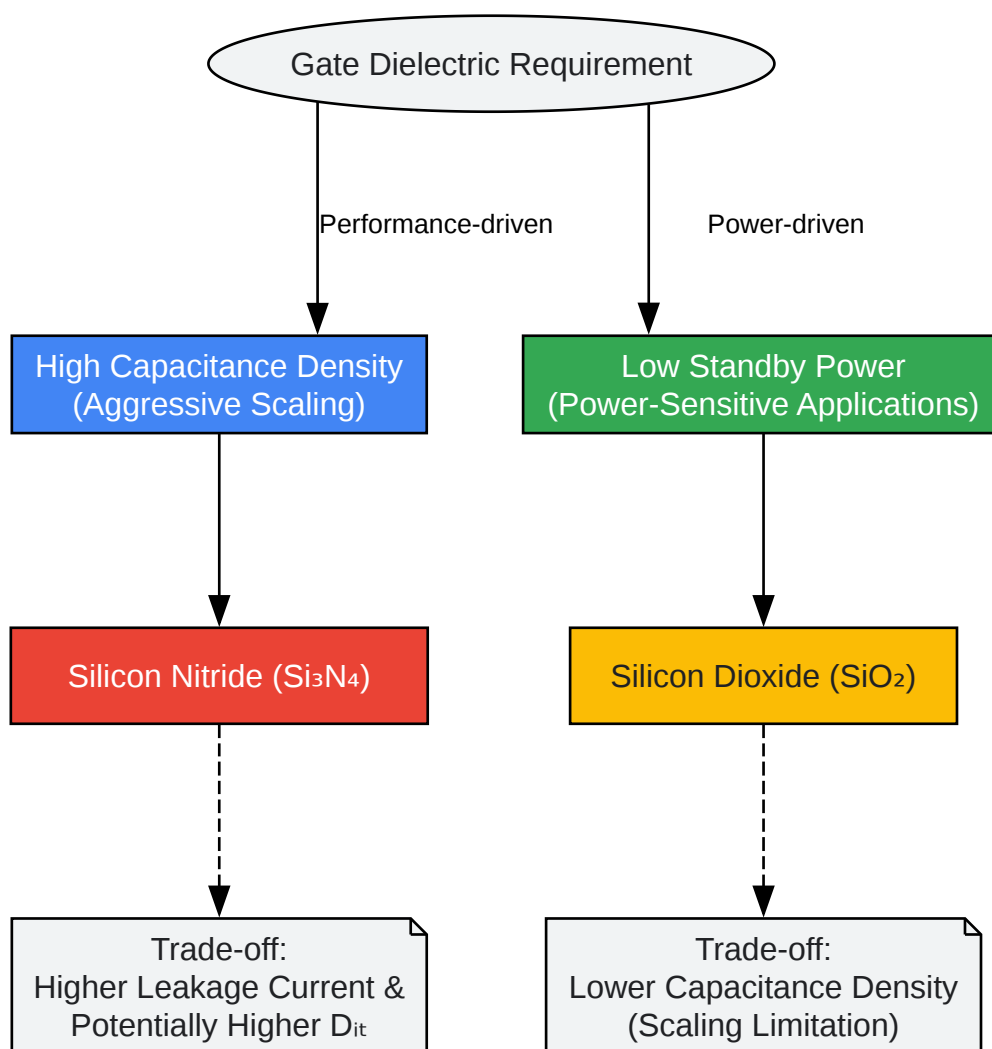 Gate Dielectric Requirement
Performance-driven
Power-driven
High Capacitance Density
(Aggressive Scaling)
Low Standby Power
(Power-Sensitive Applications)
Silicon Nitride (Si₃N₄)
Silicon Dioxide (SiO₂)
Trade-off:
Higher Leakage Current &
Potentially Higher Dᵢₜ
Trade-off:
Lower Capacitance Density
(Scaling Limitation)